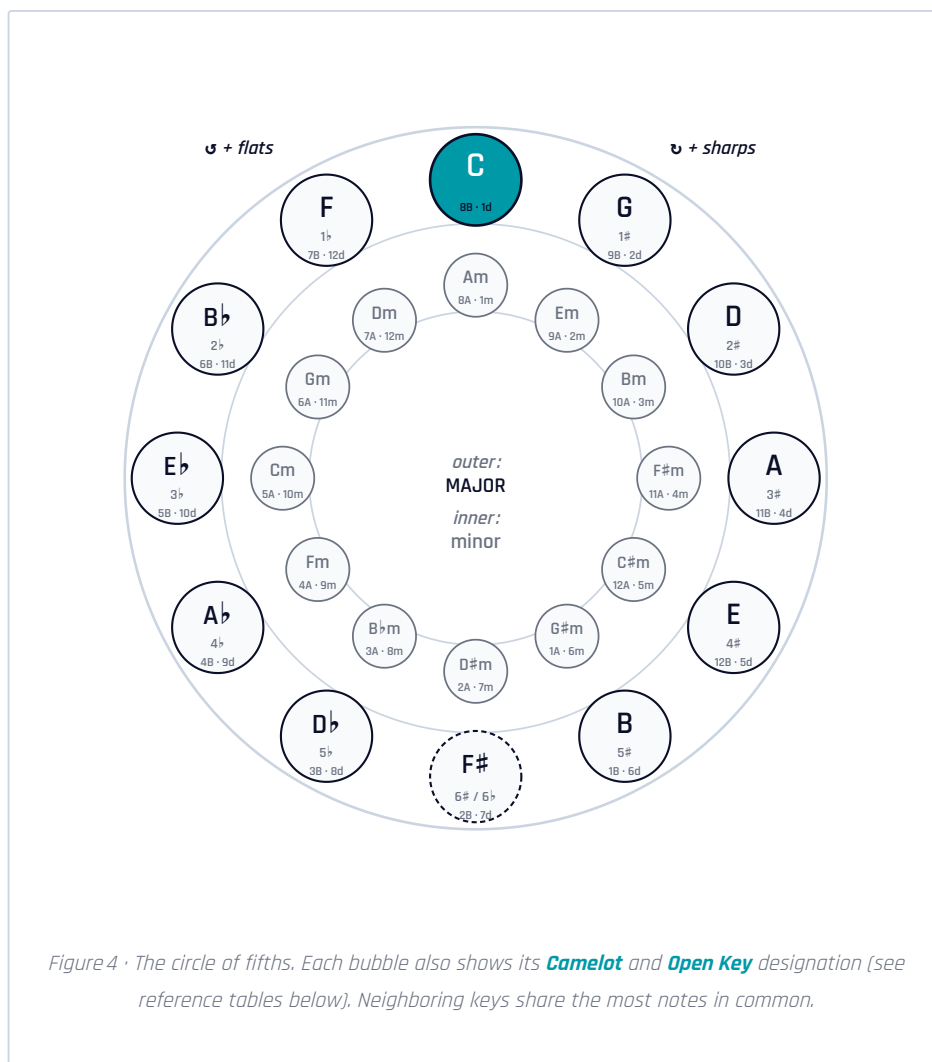 ↺ + flats
↻ + sharps
C
8B · 1d
F
1♭
7B · 12d
G
1#
9B · 2d
B♭
2♭
6B · 11d
D
2#
10B · 3d
E♭
3♭
5B · 10d
A
3#
11B · 4d
A♭
4♭
4B · 9d
E
4#
12B · 5d
D♭
5♭
3B · 8d
B
5#
1B · 6d
F#
6# / 6♭
2B · 7d
Am
8A · 1m
Dm
7A · 12m
Em
9A · 2m
Gm
6A · 11m
Bm
10A · 3m
Cm
5A · 10m
F#m
11A · 4m
Fm
4A · 9m
C#m
12A · 5m
B♭m
3A · 8m
G#m
1A · 6m
D#m
2A · 7m
outer:
MAJOR
inner:
minor
Figure 4 · The circle of fifths. Each bubble also shows its Camelot and Open Key designation (see
reference tables below). Neighboring keys share the most notes in common.